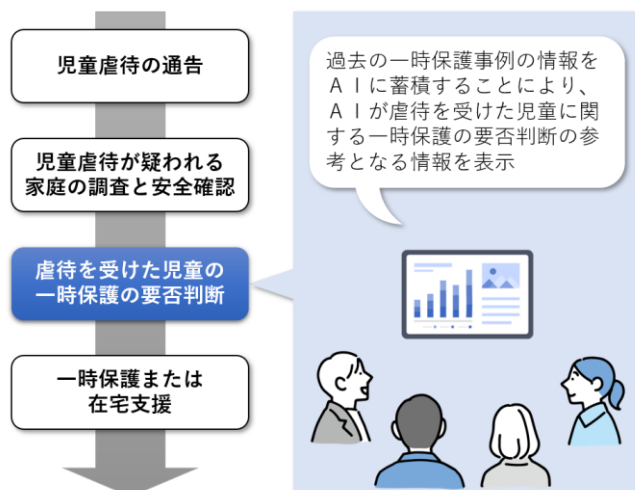 児童虐待の通告
児童虐待が疑われる
家庭の調査と安全確認
虐待を受けた児童の
一時保護の要否判断
一時保護または
在宅支援
過去の一時保護事例の情報を
ＡＩに蓄積することにより、
ＡＩが虐待を受けた児童に関
する一時保護の要否判断の参
考となる情報を表示